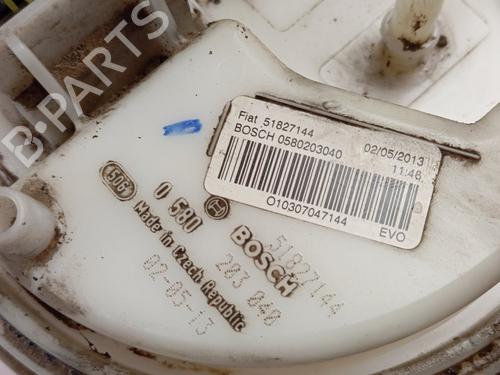 B-PARTS
Fiat 51827144
BOSCH 0580203040 02/05/2013
11:46
O10307047144
EVO
0 580
BOSCH
51827144
203 040
Made in Czech Republic
02-05-13